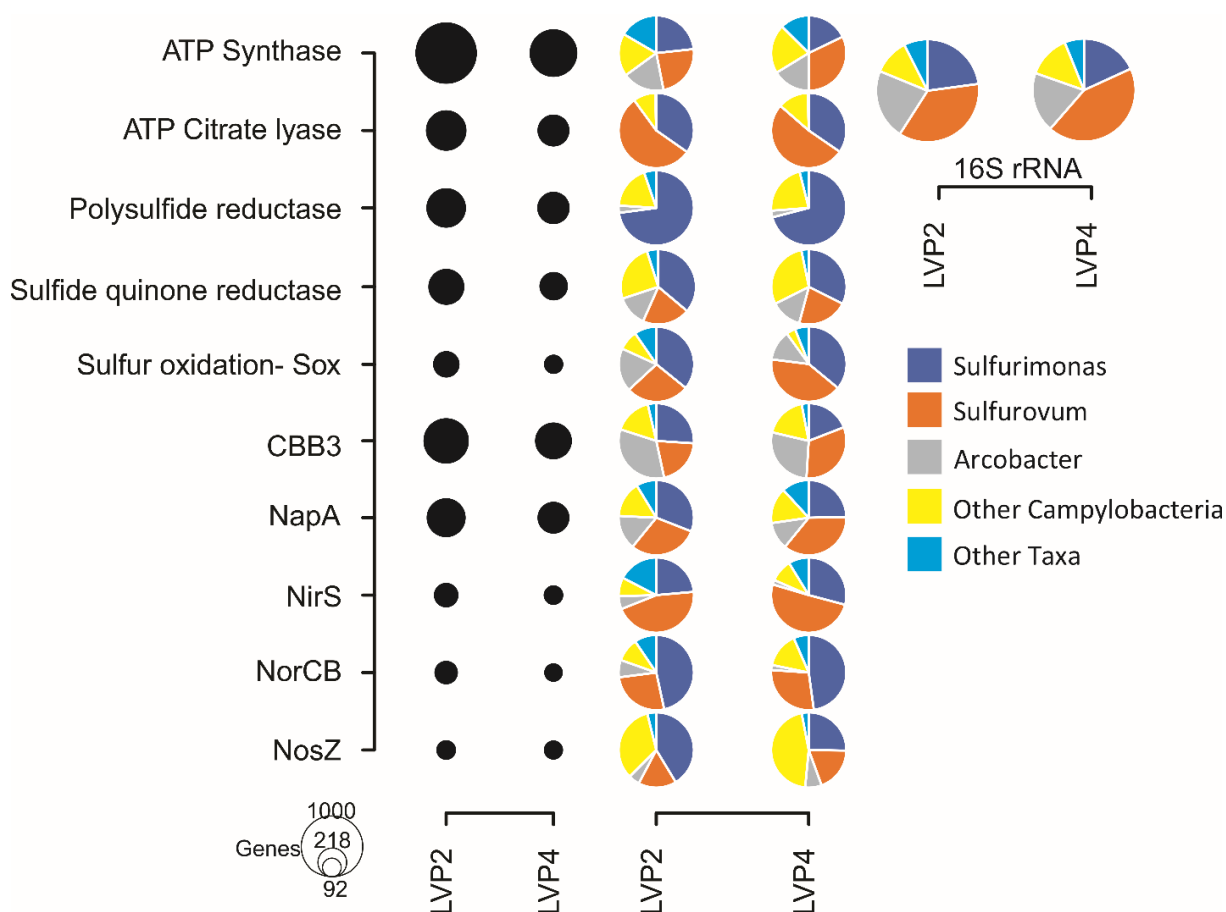 ATP Synthase
ATP Citrate lyase
Polysulfide reductase
Sulfide quinone reductase
Sulfur oxidation- Sox
CBB3
NapA
NirS
NorCB
NosZ
1000
Genes 218
92
LVP2
LVP4
LVP2
LVP4
16S rRNA
LVP2
LVP4
Sulfurimonas
Sulfurovum
Arcobacter
Other Campylobacteria
Other Taxa